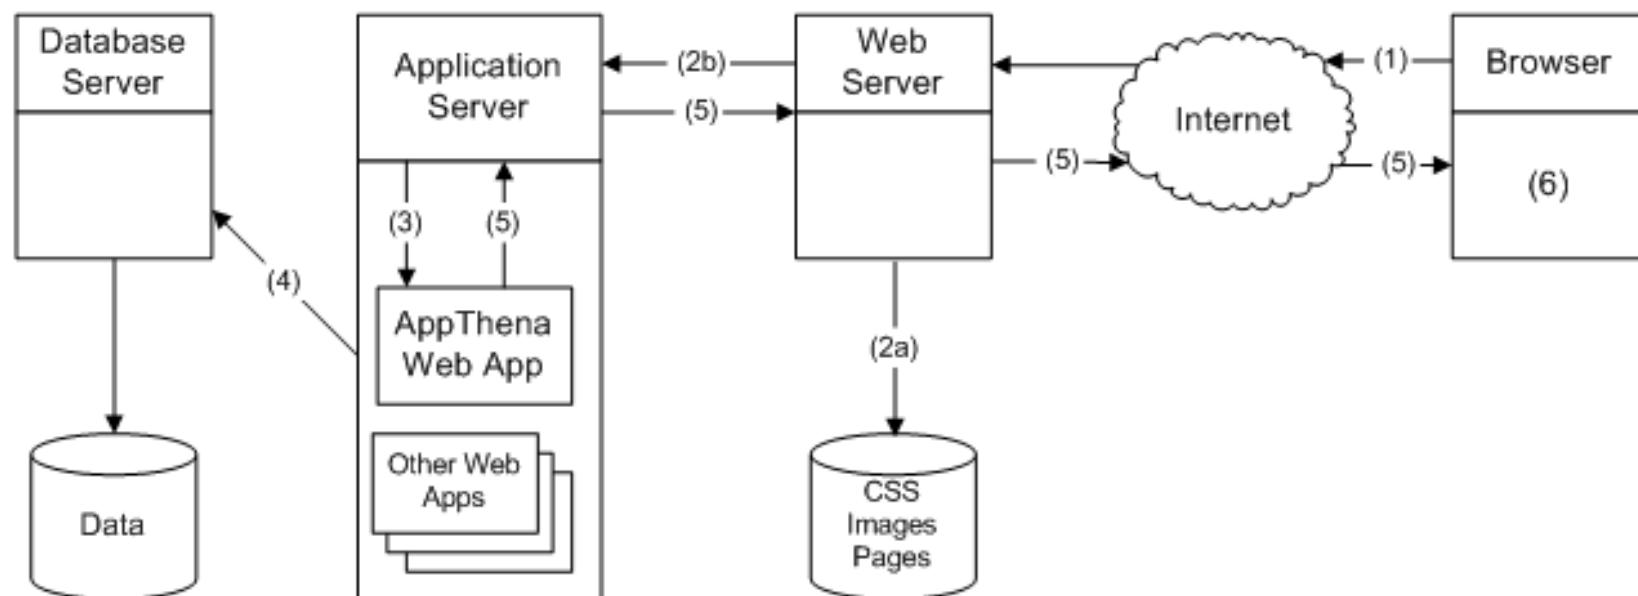 Database
Server
Application
Server
Web
Server
Browser
Internet
(1)
(2b)
(5)
(5)
(5)
(6)
(3)
(5)
(4)
(2a)
AppThena
Web App
Other Web
Apps
Data
CSS
Images
Pages